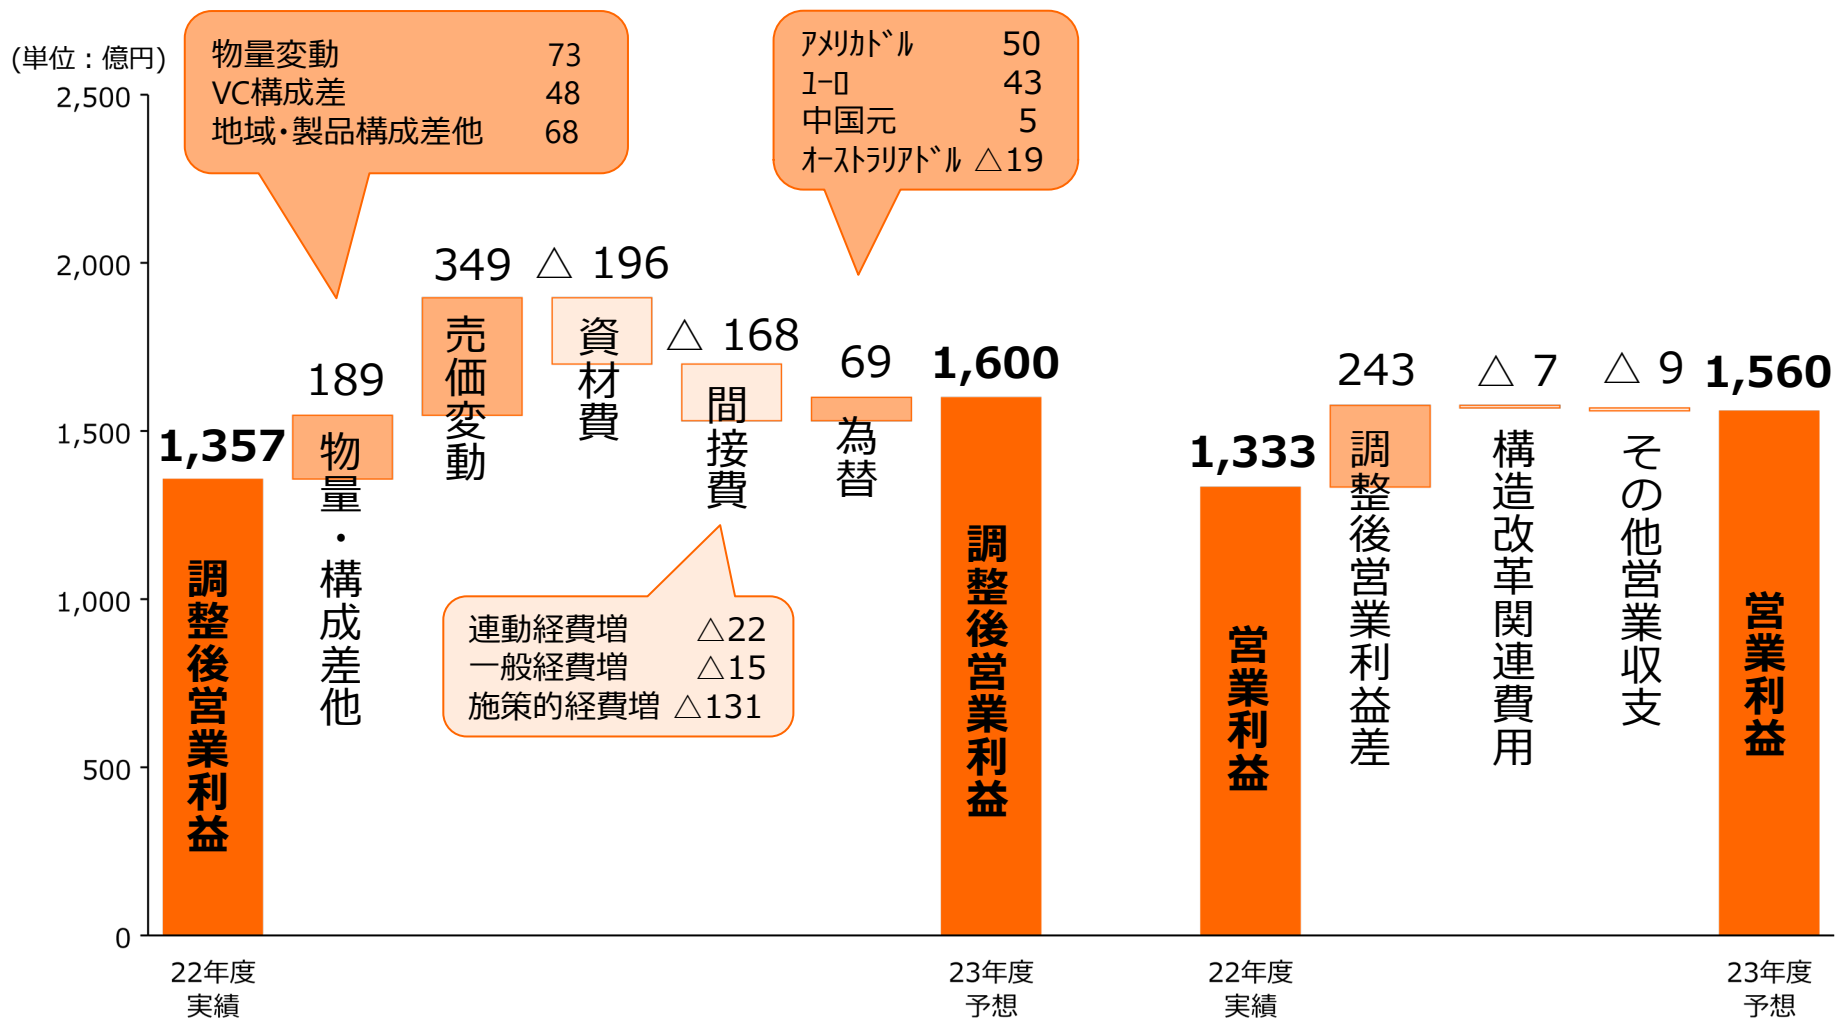 (単位：億円)
物量変動 73
VC構成差 48
地域・製品構成差他 68
ｱﾒﾘｶﾄﾞﾙ 50
ﾕｰﾛ 43
中国元 5
ｵｰｽﾄﾗﾘｱﾄﾞﾙ △19
2,500
2,000
1,500
1,000
500
0
1,357
調整後営業利益
189
物量・構成差他
349
売価変動
△ 196
資材費
△ 168
間接費
連動経費増 △22
一般経費増 △15
施策的経費増 △131
69
為替
1,600
調整後営業利益
1,333
営業利益
243
調整後営業利益差
△ 7
構造改革関連費用
△ 9
その他営業収支
1,560
営業利益
22年度
実績
23年度
予想
22年度
実績
23年度
予想